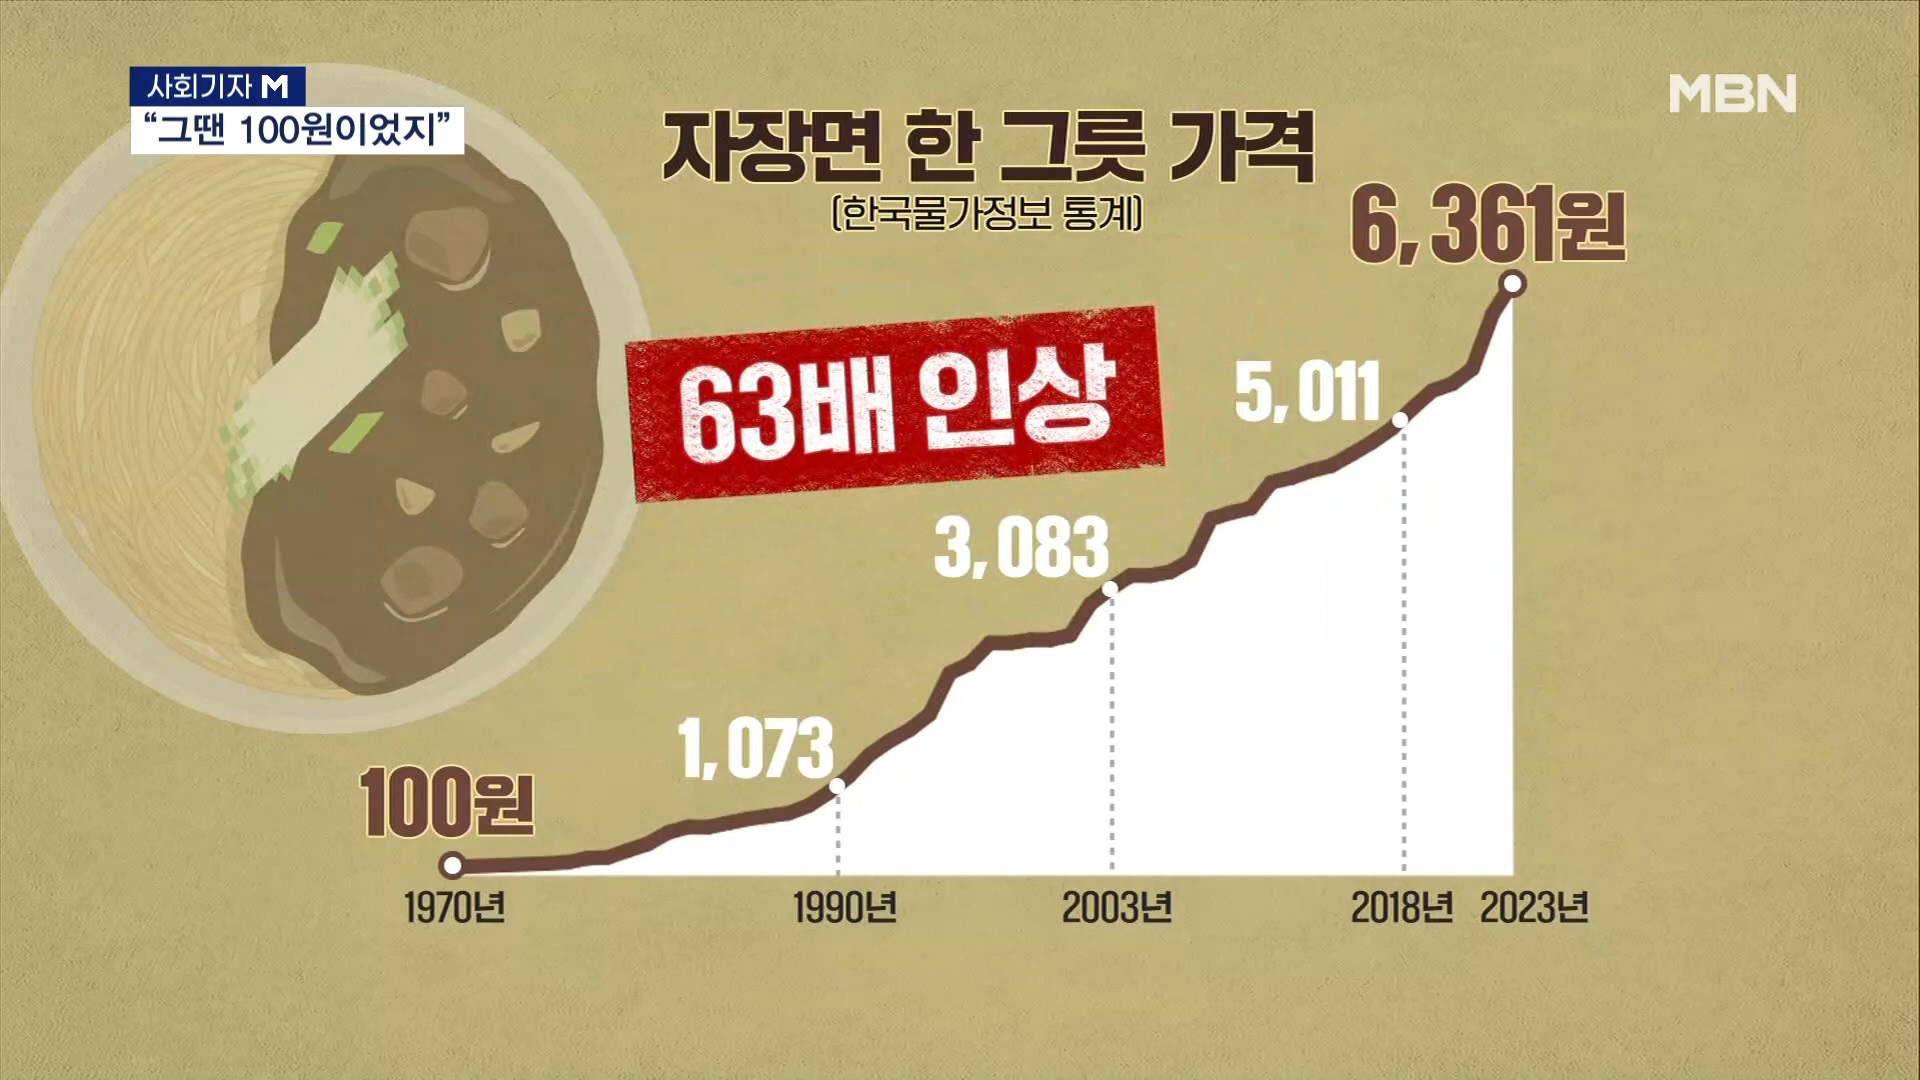 사회기자 M
“그땐 100원이었지”
MBN
자장면 한 그릇 가격
(한국물가정보 통계)
6,361원
63배 인상
5,011
3,083
1,073
100원
1970년 1990년 2003년 2018년 2023년